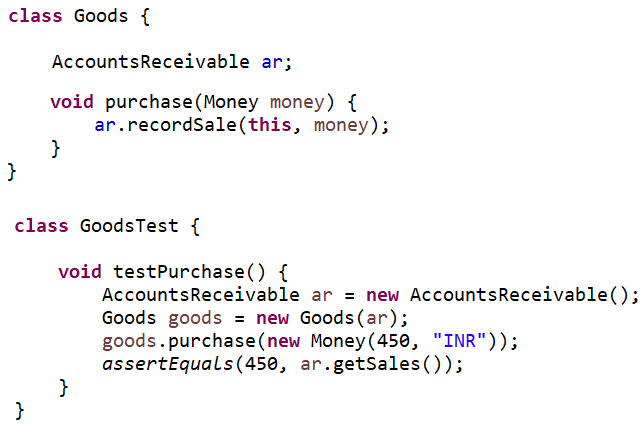 class Goods {
AccountsReceivable ar;
void purchase(Money money) {
ar.recordSale(this, money);
}
}
class GoodsTest {
void testPurchase() {
AccountsReceivable ar = new AccountsReceivable();
Goods goods = new Goods(ar);
goods.purchase(new Money(450, "INR"));
assertEquals(450, ar.getSales());
}
}